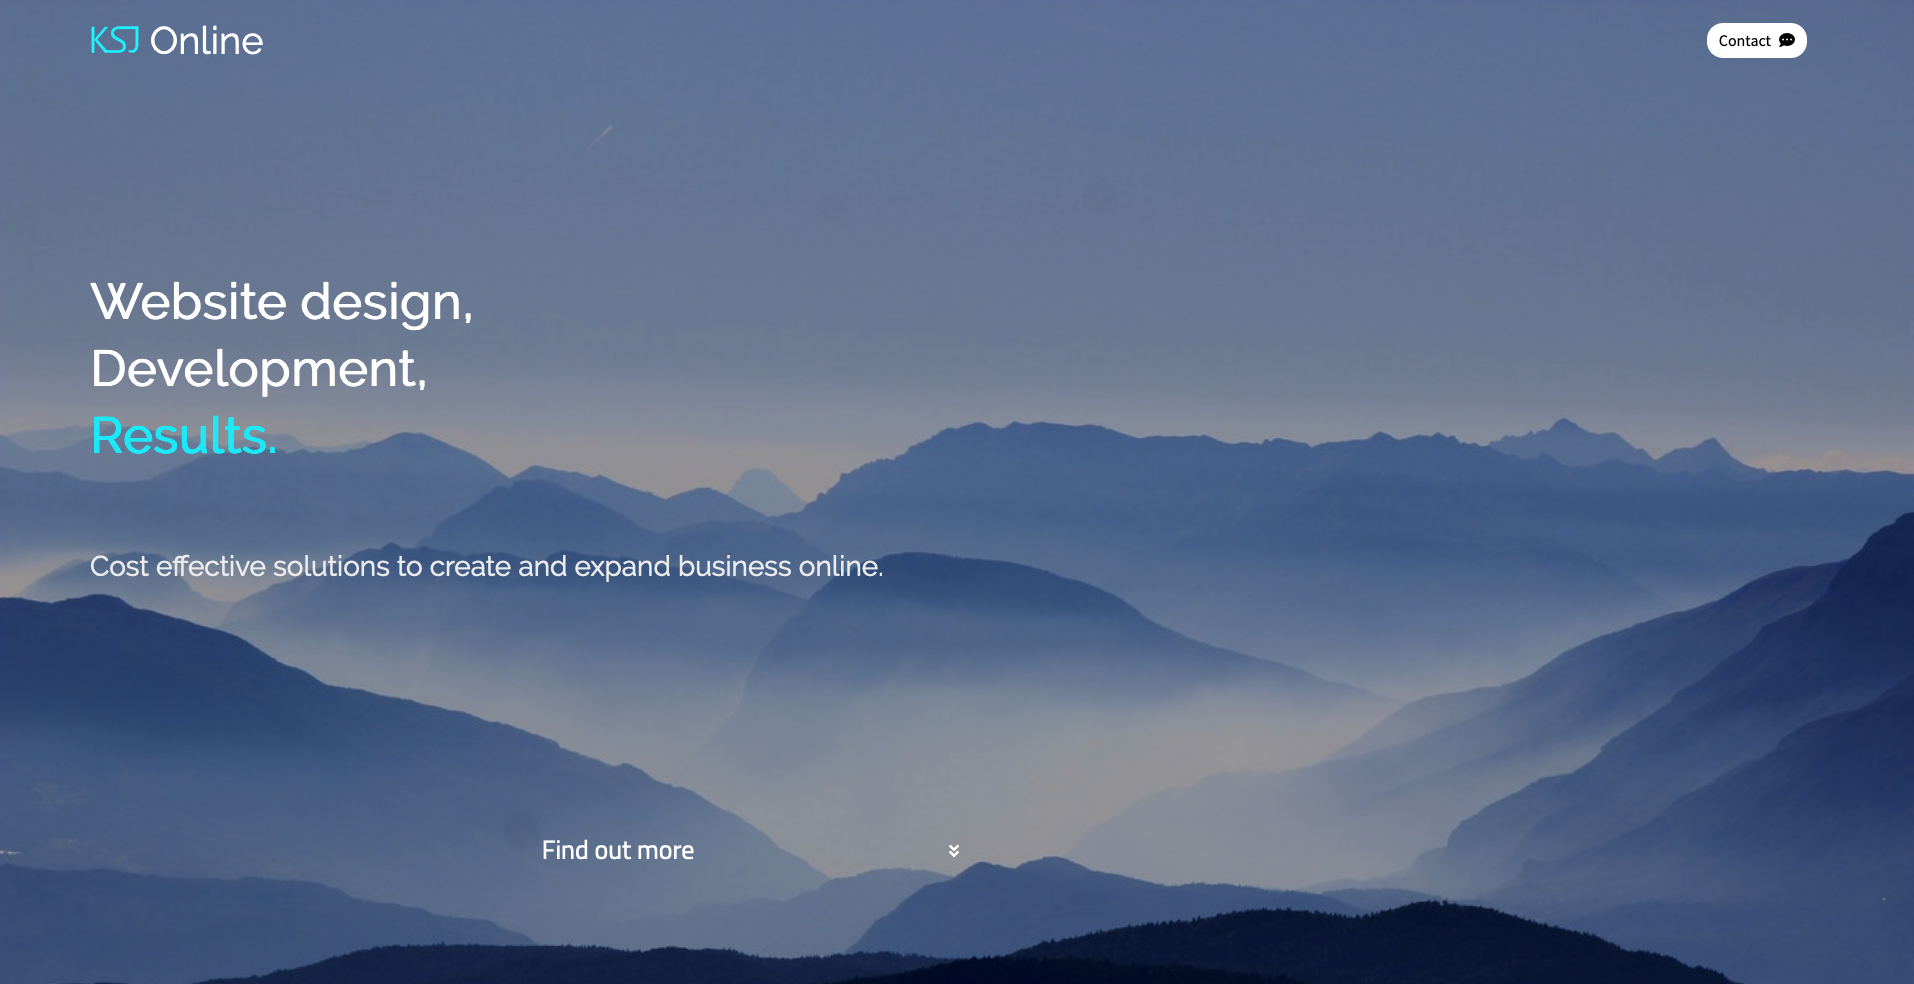 KSJ Online
Contact
Website design,
Development,
Results.
Cost effective solutions to create and expand business online.
Find out more